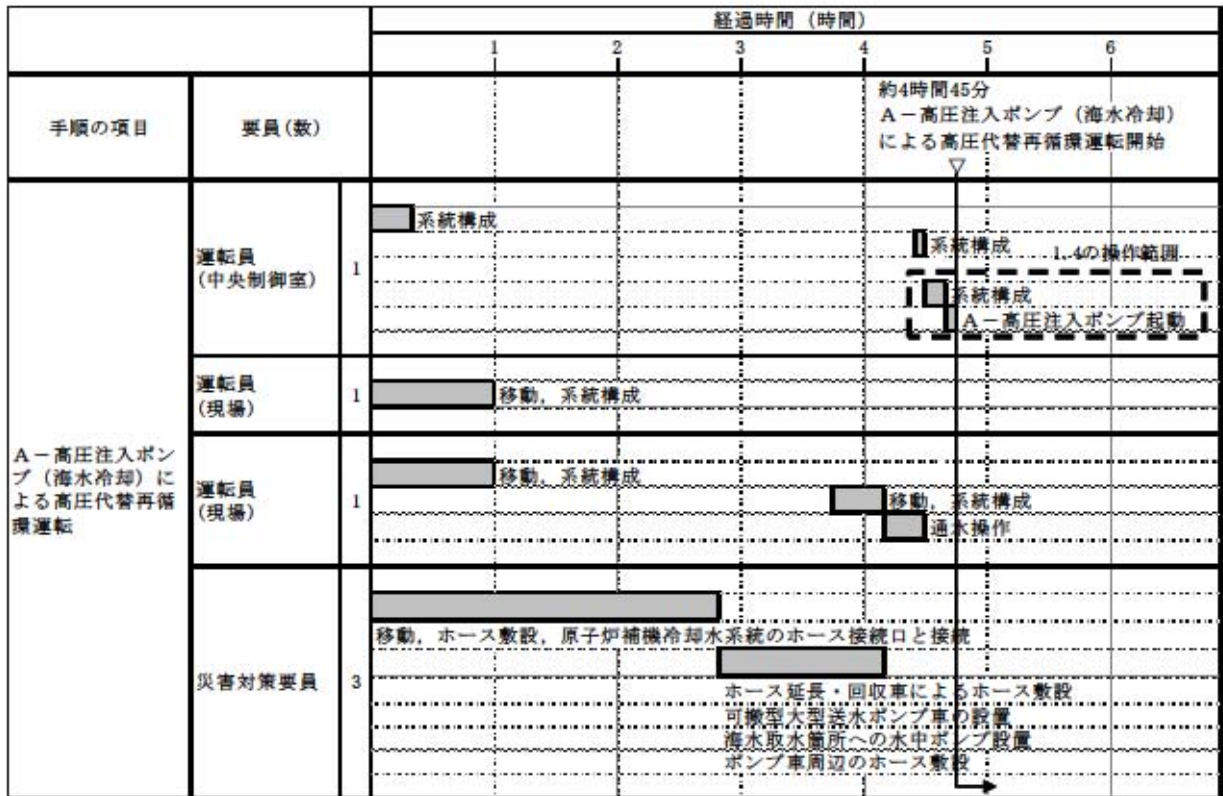 経過時間（時間）
1 2 3 4 5 6
手順の項目
要員(数)
約4時間45分
A－高圧注入ポンプ（海水冷却）
による高圧代替再循環運転開始
▽
A－高圧注入ポン
プ（海水冷却）に
よる高圧代替再循
環運転
運転員
(中央制御室)
1
系統構成
系統構成
1.4の操作範囲
系統構成
A－高圧注入ポンプ起動
運転員
(現場)
1
移動，系統構成
運転員
(現場)
1
移動，系統構成
移動，系統構成
通水操作
災害対策要員
3
移動，ホース敷設，原子炉補機冷却水系統のホース接続口と接続
ホース延長・回収車によるホース敷設
可搬型大型送水ポンプ車の設置
海水取水箇所への水中ポンプ設置
ポンプ車周辺のホース敷設